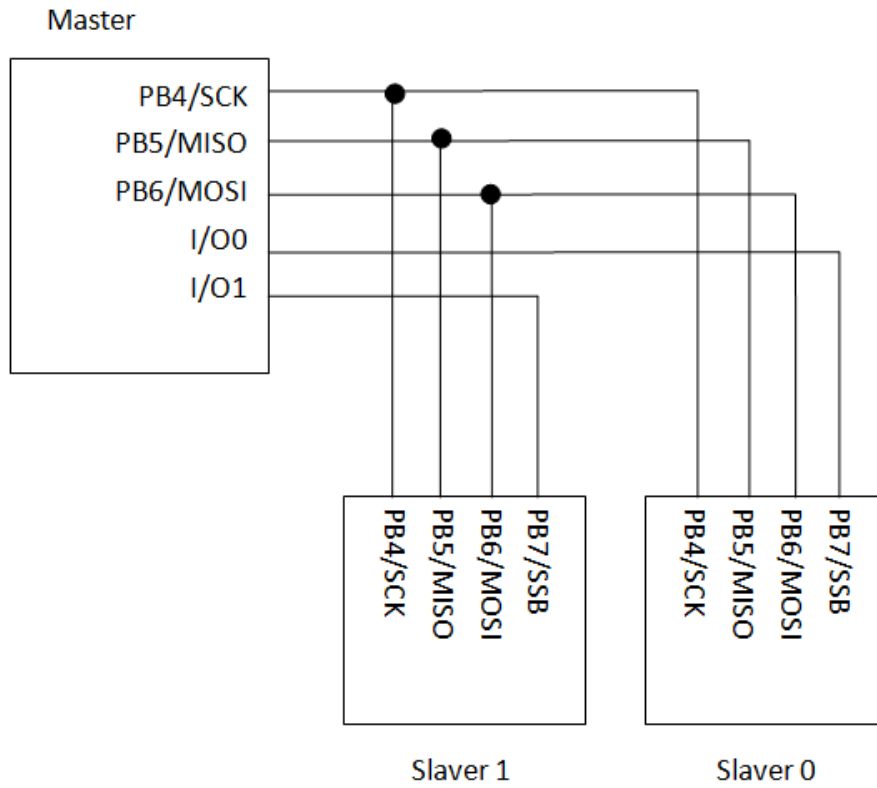 Master
PB4/SCK
PB5/MISO
PB6/MOSI
I/O0
I/O1
PB4/SCK
PB5/MISO
PB6/MOSI
PB7/SSB
PB4/SCK
PB5/MISO
PB6/MOSI
PB7/SSB
Slaver 1
Slaver 0